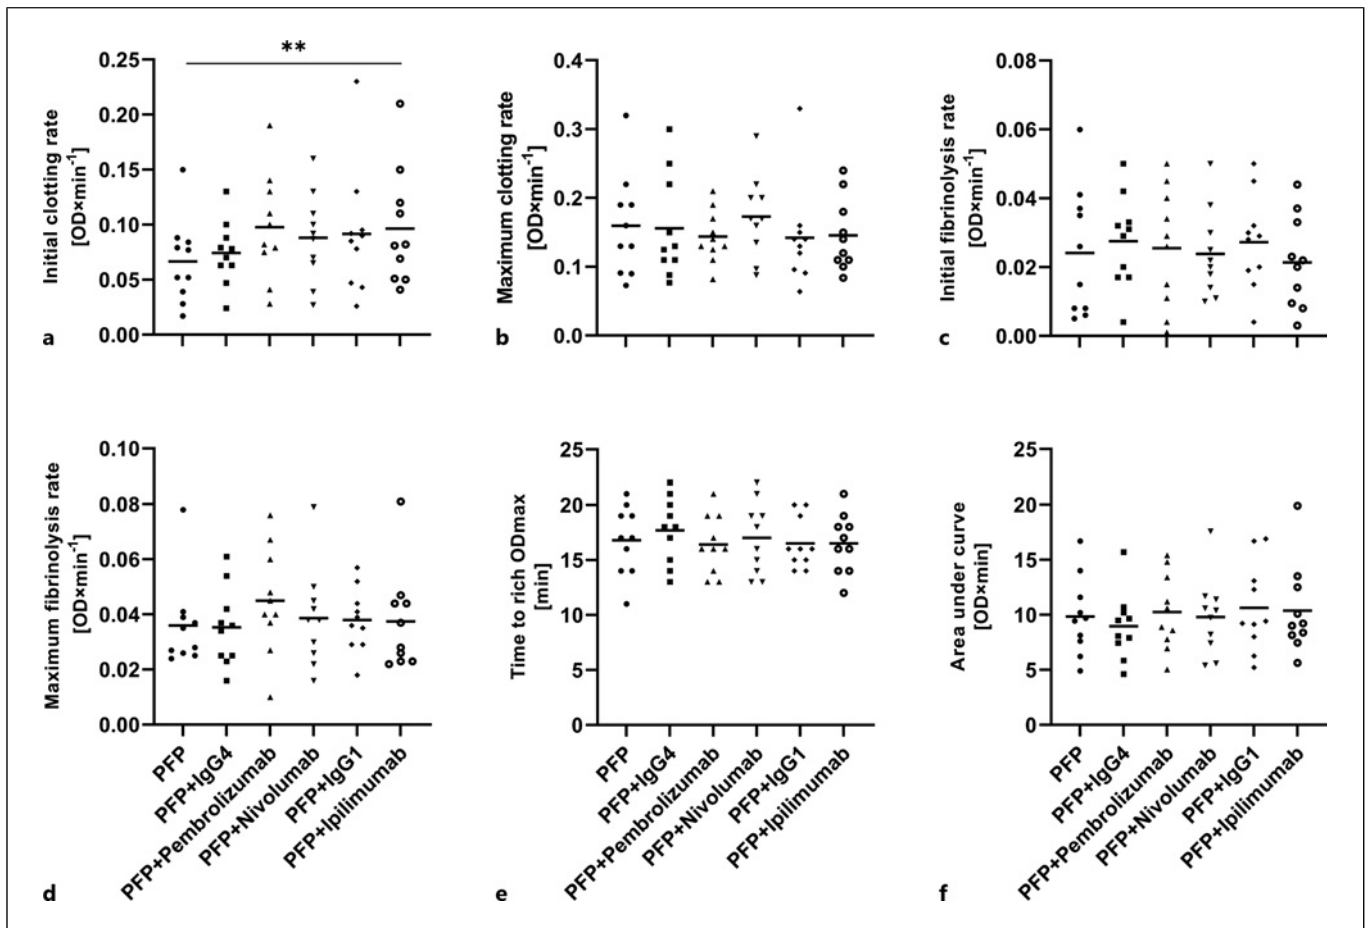 **
Initial clotting rate
[OD×min-1]
0.25
0.20
0.15
0.10
0.05
0.00
a
Maximum clotting rate
[OD×min-1]
0.4
0.3
0.2
0.1
0.0
b
Initial fibrinolysis rate
[OD×min-1]
0.08
0.06
0.04
0.02
0.00
c
Maximum fibrinolysis rate
[OD×min-1]
0.10
0.08
0.06
0.04
0.02
0.00
PFP
PFP+IgG4
PFP+Pembrolizumab
PFP+Nivolumab
PFP+IgG1
PFP+Ipilimumab
d
Time to rich ODmax
[min]
25
20
15
10
5
0
PFP
PFP+IgG4
PFP+Pembrolizumab
PFP+Nivolumab
PFP+IgG1
PFP+Ipilimumab
e
Area under curve
[OD×min]
25
20
15
10
5
0
PFP
PFP+IgG4
PFP+Pembrolizumab
PFP+Nivolumab
PFP+IgG1
PFP+Ipilimumab
f